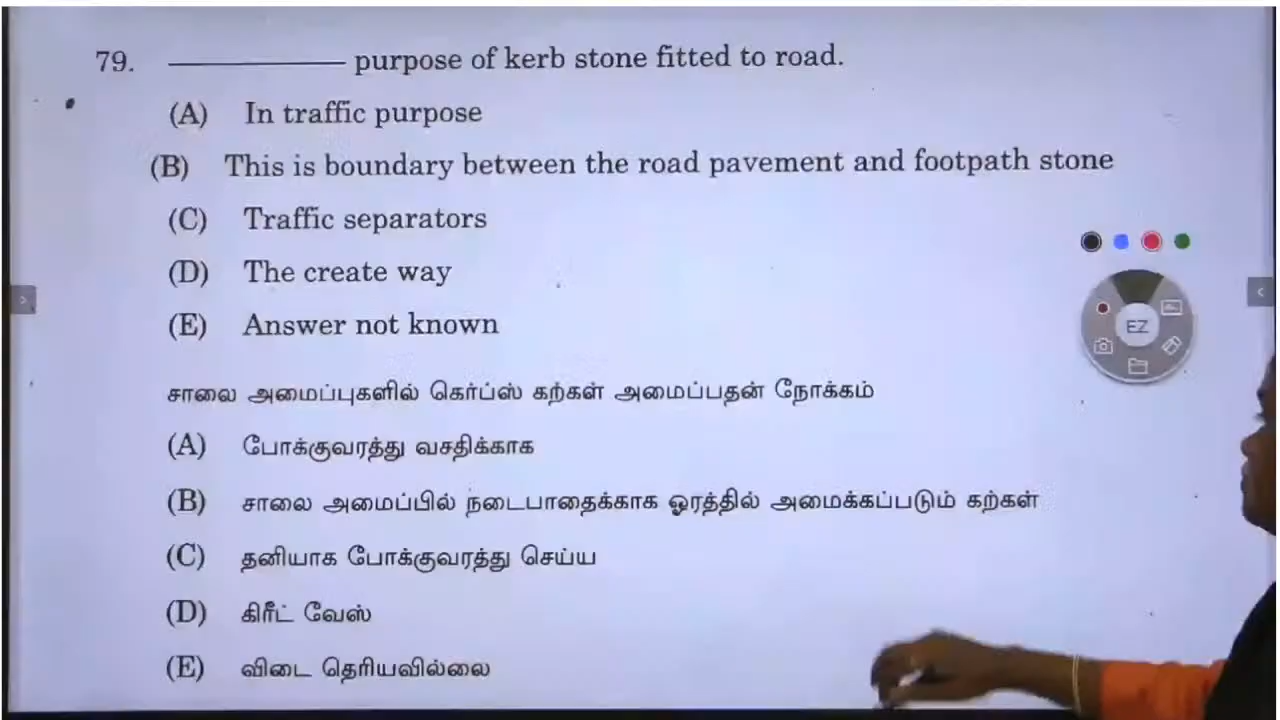 79. ________ purpose of kerb stone fitted to road.
(A) In traffic purpose
(B) This is boundary between the road pavement and footpath stone
(C) Traffic separators
(D) The create way
(E) Answer not known
சாலை அமைப்புகளில் கெர்ப்ஸ் கற்கள் அமைப்பதன் நோக்கம்
(A) போக்குவரத்து வசதிக்காக
(B) சாலை அமைப்பில் நடைபாதைக்காக ஓரத்தில் அமைக்கப்படும் கற்கள்
(C) தனியாக போக்குவரத்து செய்ய
(D) கிரீட் வேஸ்
(E) விடை தெரியவில்லை
EZ